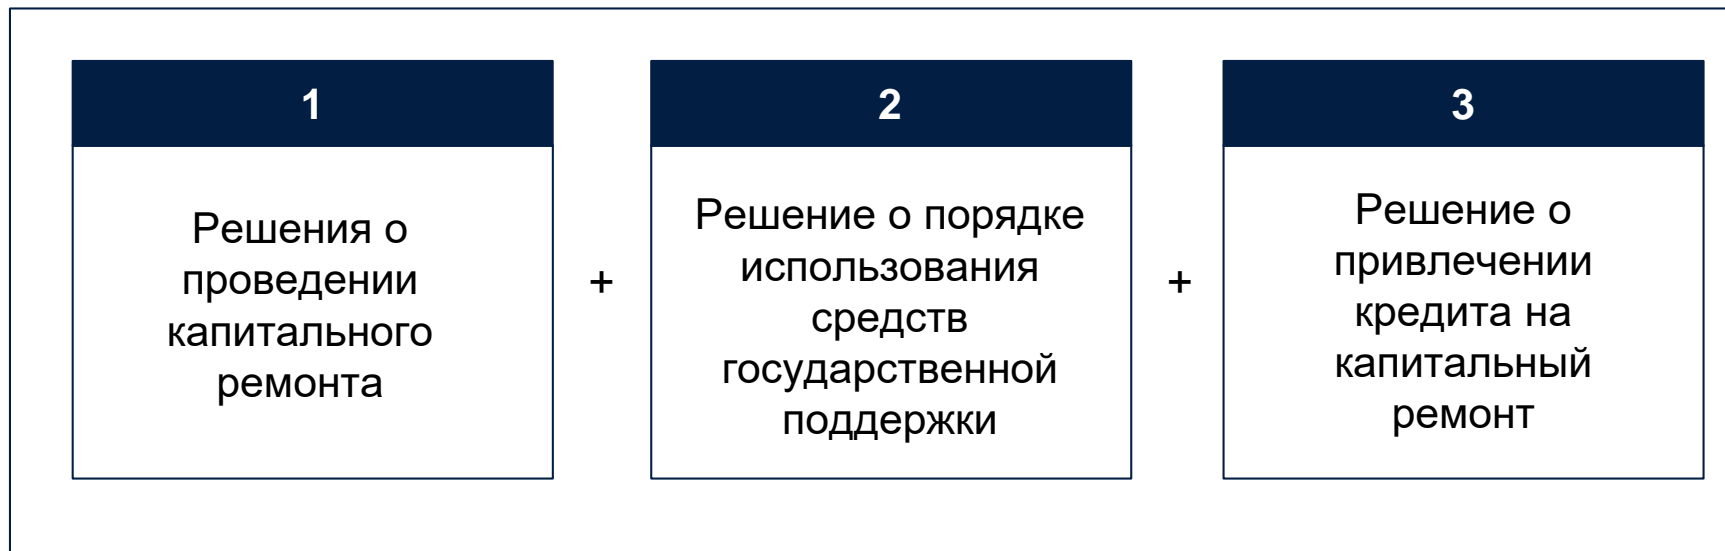 1
Решения о
проведении
капитального
ремонта
+
2
Решение о порядке
использования
средств
государственной
поддержки
+
3
Решение о
привлечении
кредита на
капитальный
ремонт